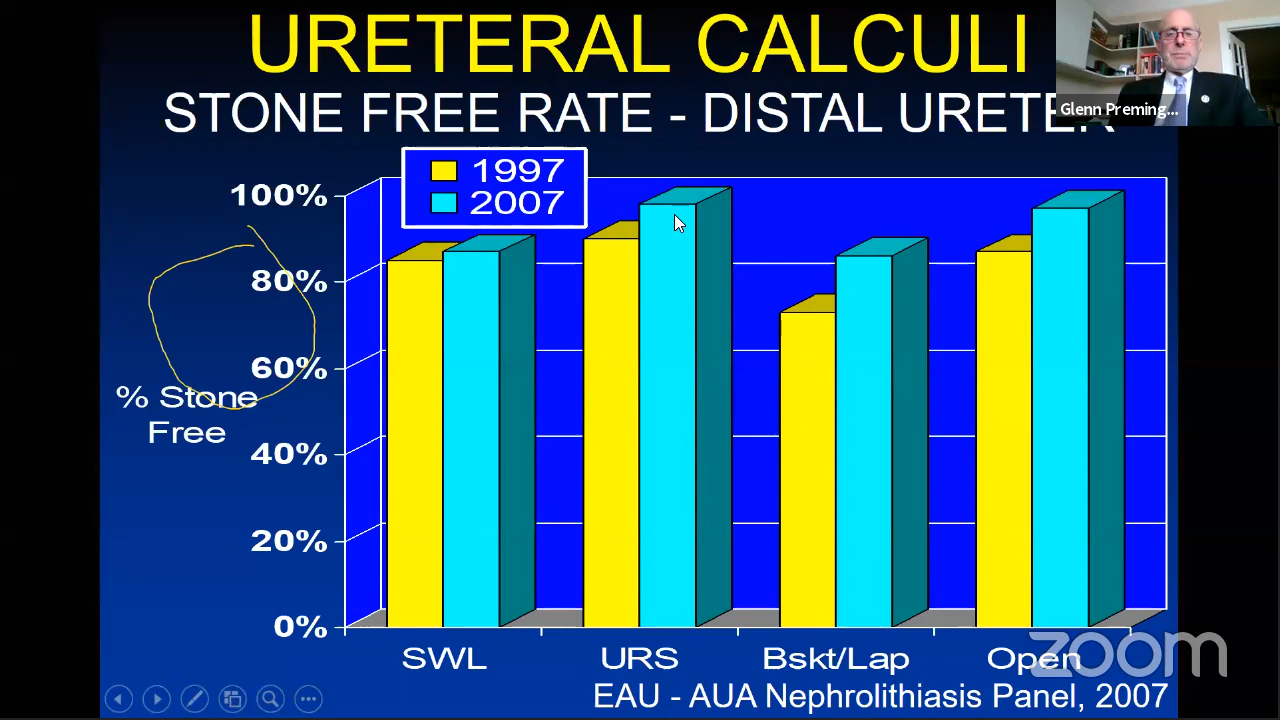 URETERAL CALCULI
STONE FREE RATE - DISTAL URETER
Glenn Preming...
1997
2007
100%
80%
60%
% Stone
Free
40%
20%
0%
SWL URS Bskt/Lap Open
zoom
EAU - AUA Nephrolithiasis Panel, 2007